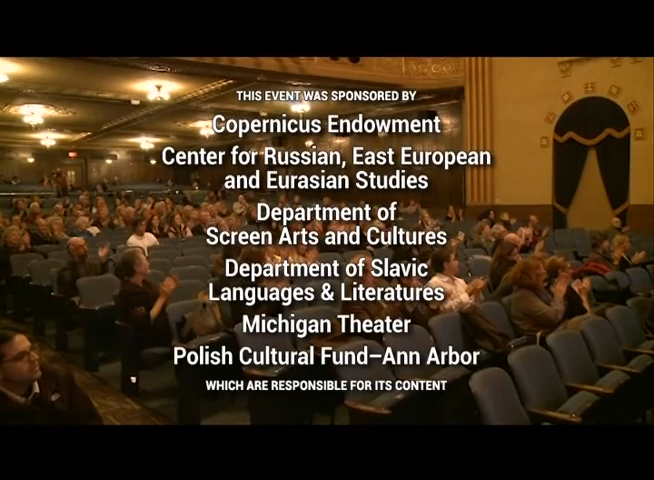 THIS EVENT WAS SPONSORED BY
Copernicus Endowment
Center for Russian, East European
and Eurasian Studies
Department of
Screen Arts and Cultures
Department of Slavic
Languages & Literatures
Michigan Theater
Polish Cultural Fund–Ann Arbor
WHICH ARE RESPONSIBLE FOR ITS CONTENT